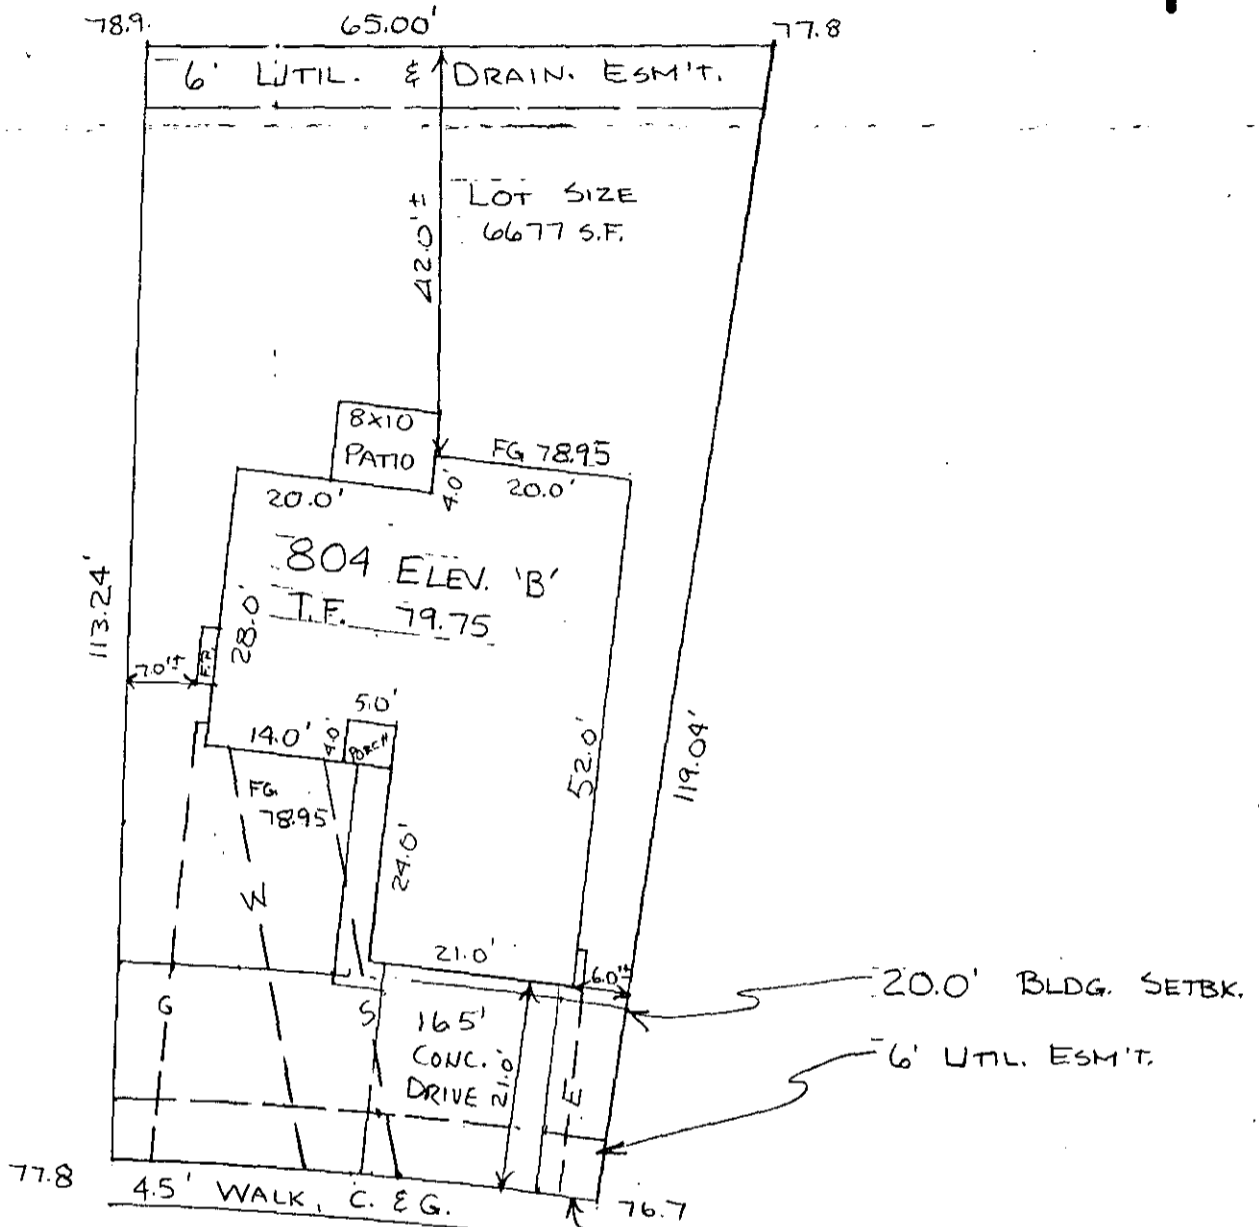 78.9
65.00'
77.8
6' UTIL. & DRAIN. ESM'T.
LOT SIZE
6677 S.F.
42.0'±
8X10
PATIO
FG 78.95
20.0'
4.0'
20.0'
804 ELEV. 'B'
T.F. 79.75
113.24'
28.0'
F.P.
7.0'±
5.0'
14.0'
4.0'
PORCH
52.0'
119.04'
FG
78.95
24.0'
W
21.0'
6.0'±
20.0' BLDG. SETBK.
G
S
16.5'
CONC.
DRIVE
21.0'
E
6' UTIL. ESM'T.
77.8
4.5' WALK, C. & G.
76.7